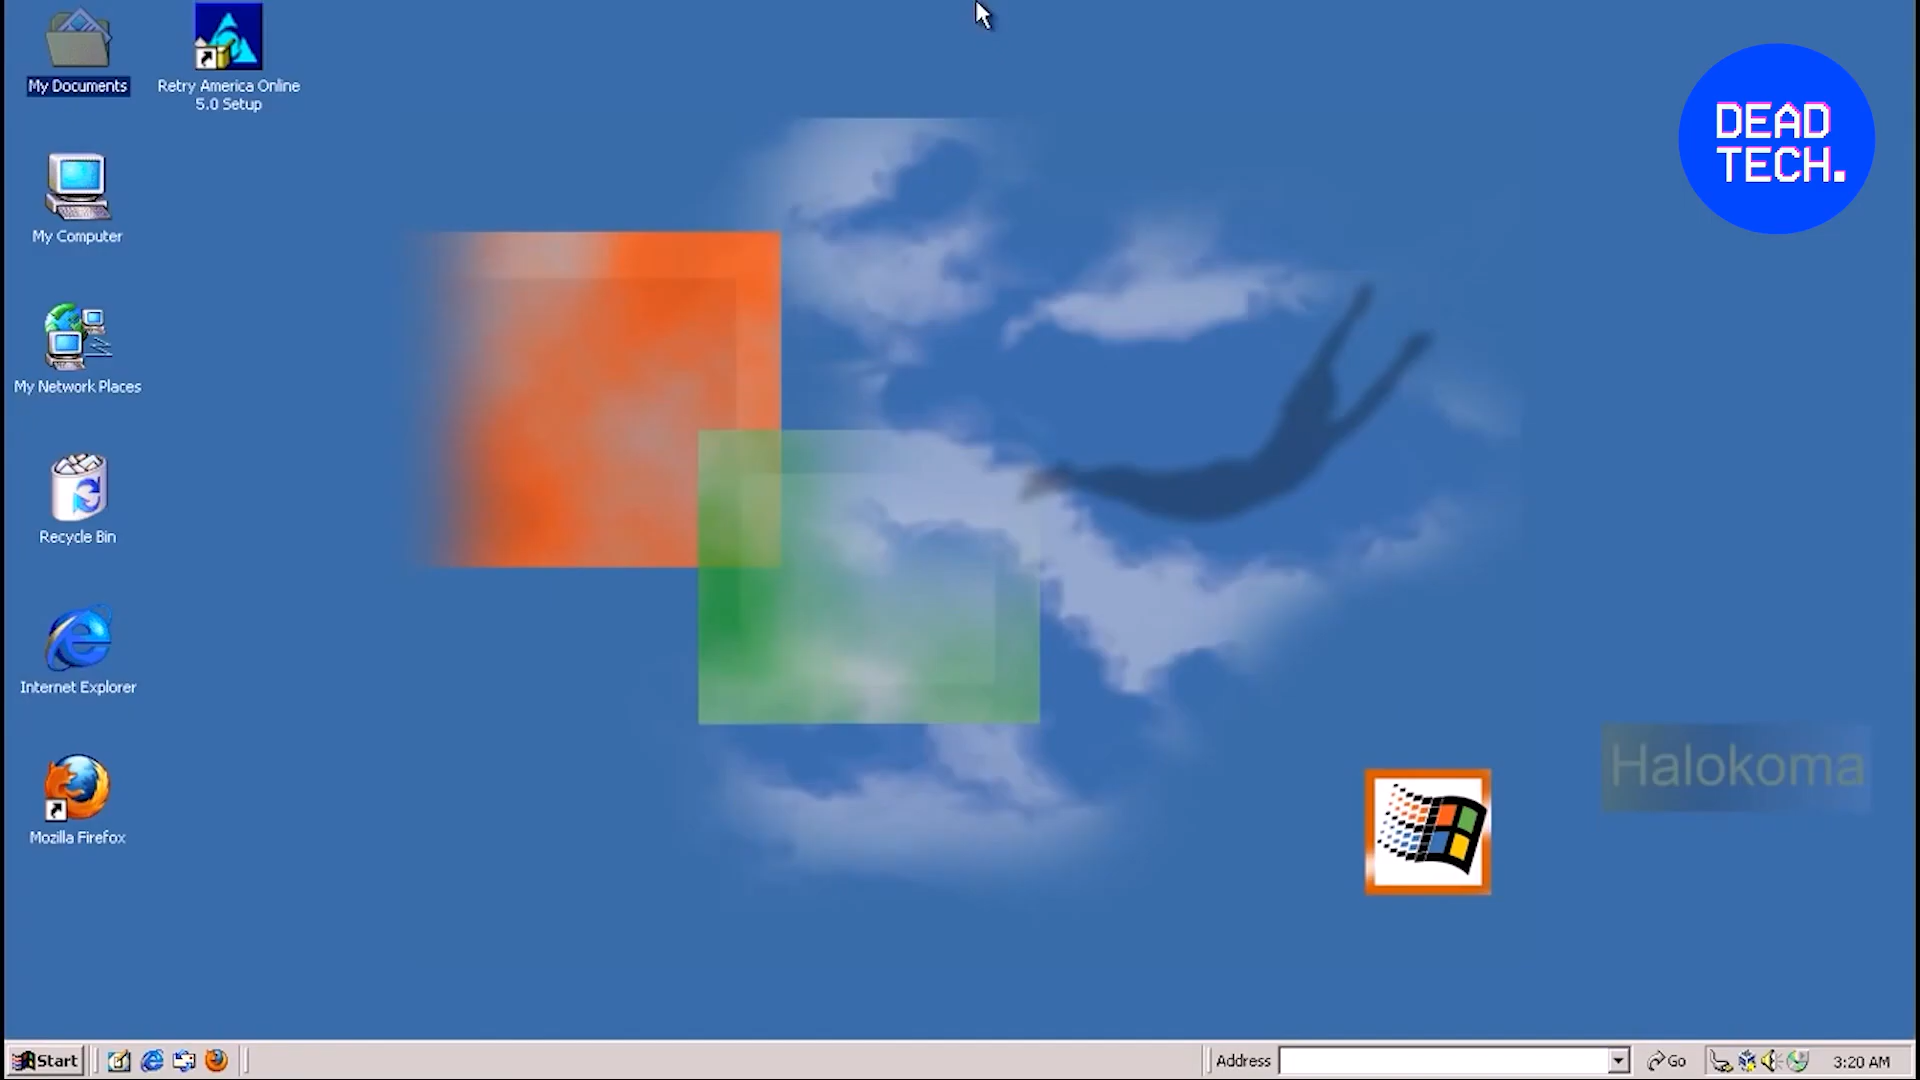 My Documents
Retry America Online
5.0 Setup
DEAD
TECH.
My Computer
My Network Places
Recycle Bin
Internet Explorer
Mozilla Firefox
Halokoma
Start
Address
Go
3:20 AM